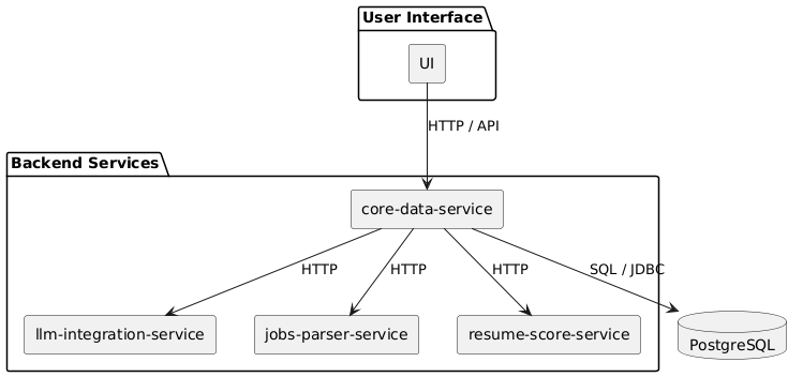 User Interface
UI
HTTP / API
Backend Services
core-data-service
HTTP
HTTP
HTTP
SQL / JDBC
llm-integration-service
jobs-parser-service
resume-score-service
PostgreSQL